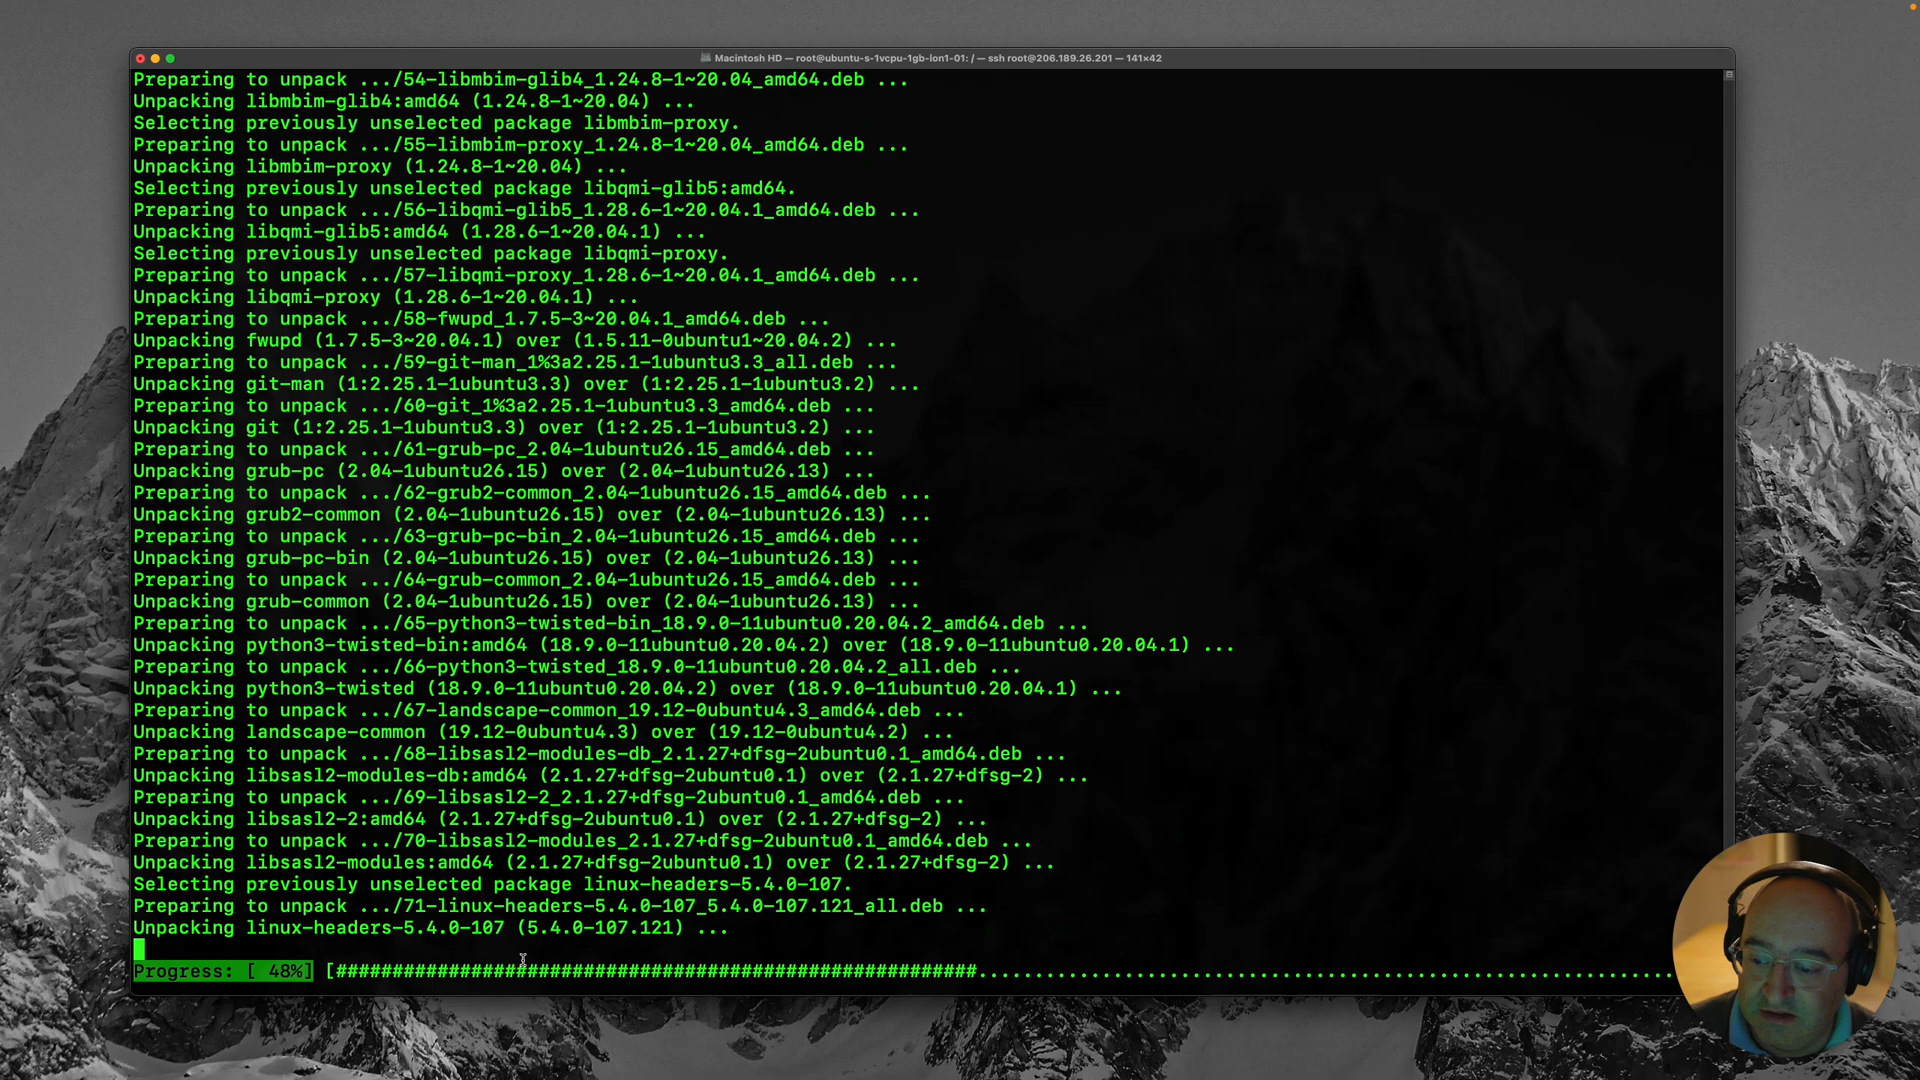 Macintosh HD — root@ubuntu-s-1vcpu-1gb-lon1-01: / — ssh root@206.189.26.201 — 141×42
Preparing to unpack .../54-libmbim-glib4_1.24.8-1~20.04_amd64.deb ...
Unpacking libmbim-glib4:amd64 (1.24.8-1~20.04) ...
Selecting previously unselected package libmbim-proxy.
Preparing to unpack .../55-libmbim-proxy_1.24.8-1~20.04_amd64.deb ...
Unpacking libmbim-proxy (1.24.8-1~20.04) ...
Selecting previously unselected package libqmi-glib5:amd64.
Preparing to unpack .../56-libqmi-glib5_1.28.6-1~20.04.1_amd64.deb ...
Unpacking libqmi-glib5:amd64 (1.28.6-1~20.04.1) ...
Selecting previously unselected package libqmi-proxy.
Preparing to unpack .../57-libqmi-proxy_1.28.6-1~20.04.1_amd64.deb ...
Unpacking libqmi-proxy (1.28.6-1~20.04.1) ...
Preparing to unpack .../58-fwupd_1.7.5-3~20.04.1_amd64.deb ...
Unpacking fwupd (1.7.5-3~20.04.1) over (1.5.11-0ubuntu1~20.04.2) ...
Preparing to unpack .../59-git-man_1%3a2.25.1-1ubuntu3.3_all.deb ...
Unpacking git-man (1:2.25.1-1ubuntu3.3) over (1:2.25.1-1ubuntu3.2) ...
Preparing to unpack .../60-git_1%3a2.25.1-1ubuntu3.3_amd64.deb ...
Unpacking git (1:2.25.1-1ubuntu3.3) over (1:2.25.1-1ubuntu3.2) ...
Preparing to unpack .../61-grub-pc_2.04-1ubuntu26.15_amd64.deb ...
Unpacking grub-pc (2.04-1ubuntu26.15) over (2.04-1ubuntu26.13) ...
Preparing to unpack .../62-grub2-common_2.04-1ubuntu26.15_amd64.deb ...
Unpacking grub2-common (2.04-1ubuntu26.15) over (2.04-1ubuntu26.13) ...
Preparing to unpack .../63-grub-pc-bin_2.04-1ubuntu26.15_amd64.deb ...
Unpacking grub-pc-bin (2.04-1ubuntu26.15) over (2.04-1ubuntu26.13) ...
Preparing to unpack .../64-grub-common_2.04-1ubuntu26.15_amd64.deb ...
Unpacking grub-common (2.04-1ubuntu26.15) over (2.04-1ubuntu26.13) ...
Preparing to unpack .../65-python3-twisted-bin_18.9.0-11ubuntu0.20.04.2_amd64.deb ...
Unpacking python3-twisted-bin:amd64 (18.9.0-11ubuntu0.20.04.2) over (18.9.0-11ubuntu0.20.04.1) ...
Preparing to unpack .../66-python3-twisted_18.9.0-11ubuntu0.20.04.2_all.deb ...
Unpacking python3-twisted (18.9.0-11ubuntu0.20.04.2) over (18.9.0-11ubuntu0.20.04.1) ...
Preparing to unpack .../67-landscape-common_19.12-0ubuntu4.3_amd64.deb ...
Unpacking landscape-common (19.12-0ubuntu4.3) over (19.12-0ubuntu4.2) ...
Preparing to unpack .../68-libsasl2-modules-db_2.1.27+dfsg-2ubuntu0.1_amd64.deb ...
Unpacking libsasl2-modules-db:amd64 (2.1.27+dfsg-2ubuntu0.1) over (2.1.27+dfsg-2) ...
Preparing to unpack .../69-libsasl2-2_2.1.27+dfsg-2ubuntu0.1_amd64.deb ...
Unpacking libsasl2-2:amd64 (2.1.27+dfsg-2ubuntu0.1) over (2.1.27+dfsg-2) ...
Preparing to unpack .../70-libsasl2-modules_2.1.27+dfsg-2ubuntu0.1_amd64.deb ...
Unpacking libsasl2-modules:amd64 (2.1.27+dfsg-2ubuntu0.1) over (2.1.27+dfsg-2) ...
Selecting previously unselected package linux-headers-5.4.0-107.
Preparing to unpack .../71-linux-headers-5.4.0-107_5.4.0-107.121_all.deb ...
Unpacking linux-headers-5.4.0-107 (5.4.0-107.121) ...
Progress: [ 48%] [#########################################################..............................................................